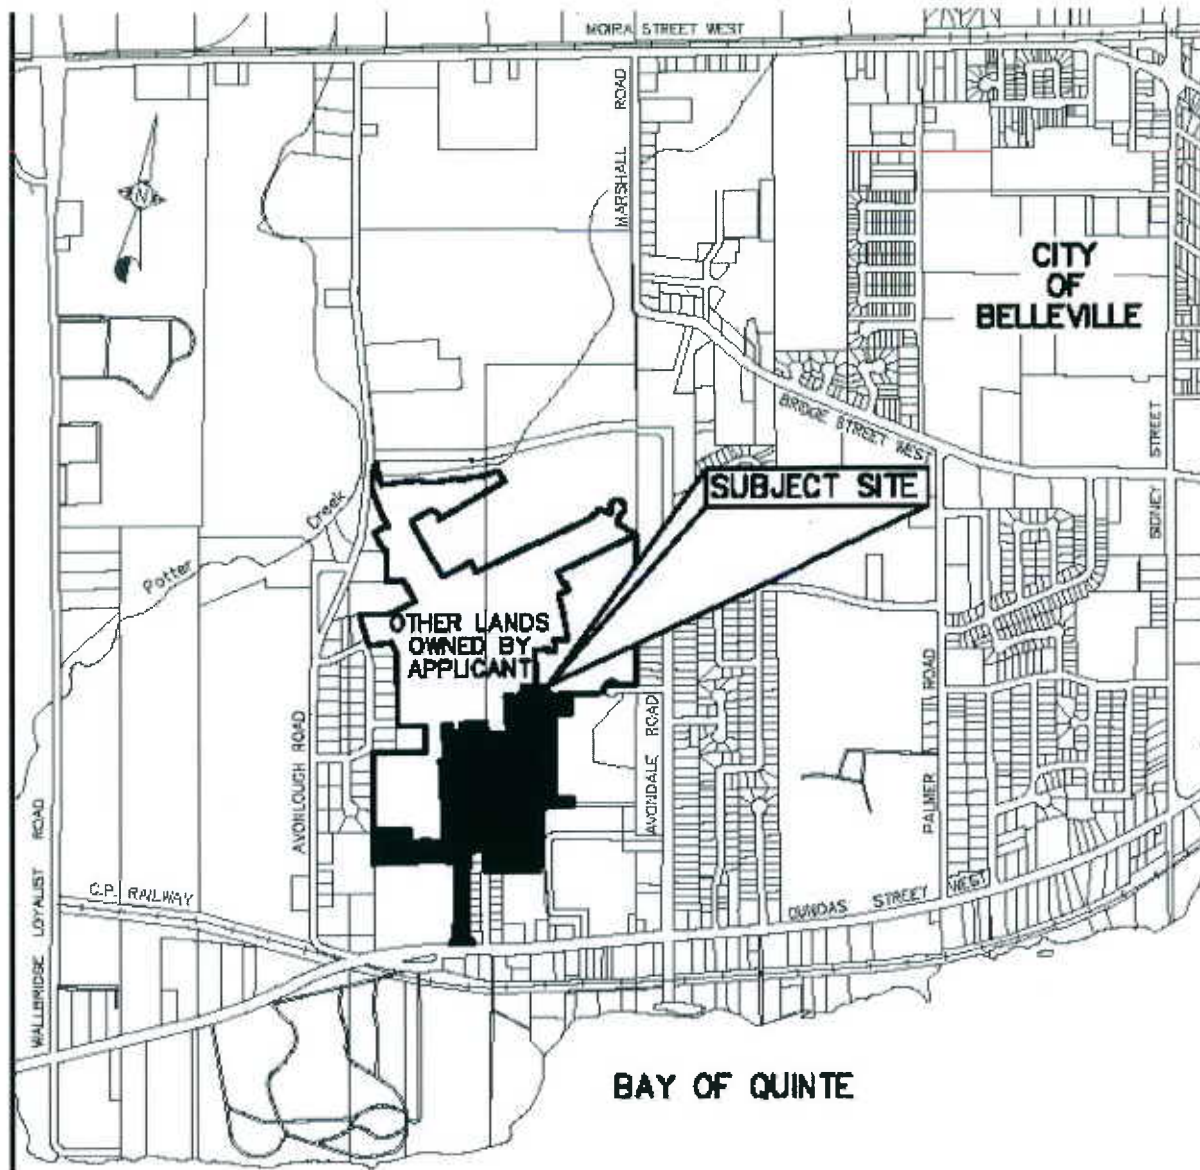 MOIRA STREET WEST
MARSHALL ROAD
N
CITY
OF
BELLEVILLE
BRIDGE STREET WEST
SIDNEY STREET
SUBJECT SITE
Potter Creek
OTHER LANDS
OWNED BY
APPLICANT
AVONLOUGH ROAD
AVONDALE ROAD
PALMER ROAD
WALLBRIDGE LOYALIST ROAD
C.P. RAILWAY
DUNDAS STREET WEST
BAY OF QUINTE